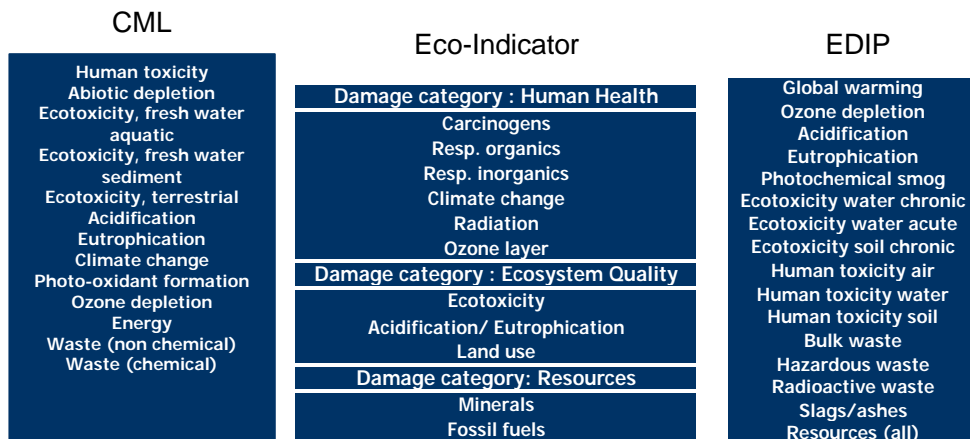 CML
Human toxicity
Abiotic depletion
Ecotoxicity, fresh water
aquatic
Ecotoxicity, fresh water
sediment
Ecotoxicity, terrestrial
Acidification
Eutrophication
Climate change
Photo-oxidant formation
Ozone depletion
Energy
Waste (non chemical)
Waste (chemical)
Eco-Indicator
Damage category : Human Health
Carcinogens
Resp. organics
Resp. inorganics
Climate change
Radiation
Ozone layer
Damage category : Ecosystem Quality
Ecotoxicity
Acidification/ Eutrophication
Land use
Damage category: Resources
Minerals
Fossil fuels
EDIP
Global warming
Ozone depletion
Acidification
Eutrophication
Photochemical smog
Ecotoxicity water chronic
Ecotoxicity water acute
Ecotoxicity soil chronic
Human toxicity air
Human toxicity water
Human toxicity soil
Bulk waste
Hazardous waste
Radioactive waste
Slags/ashes
Resources (all)